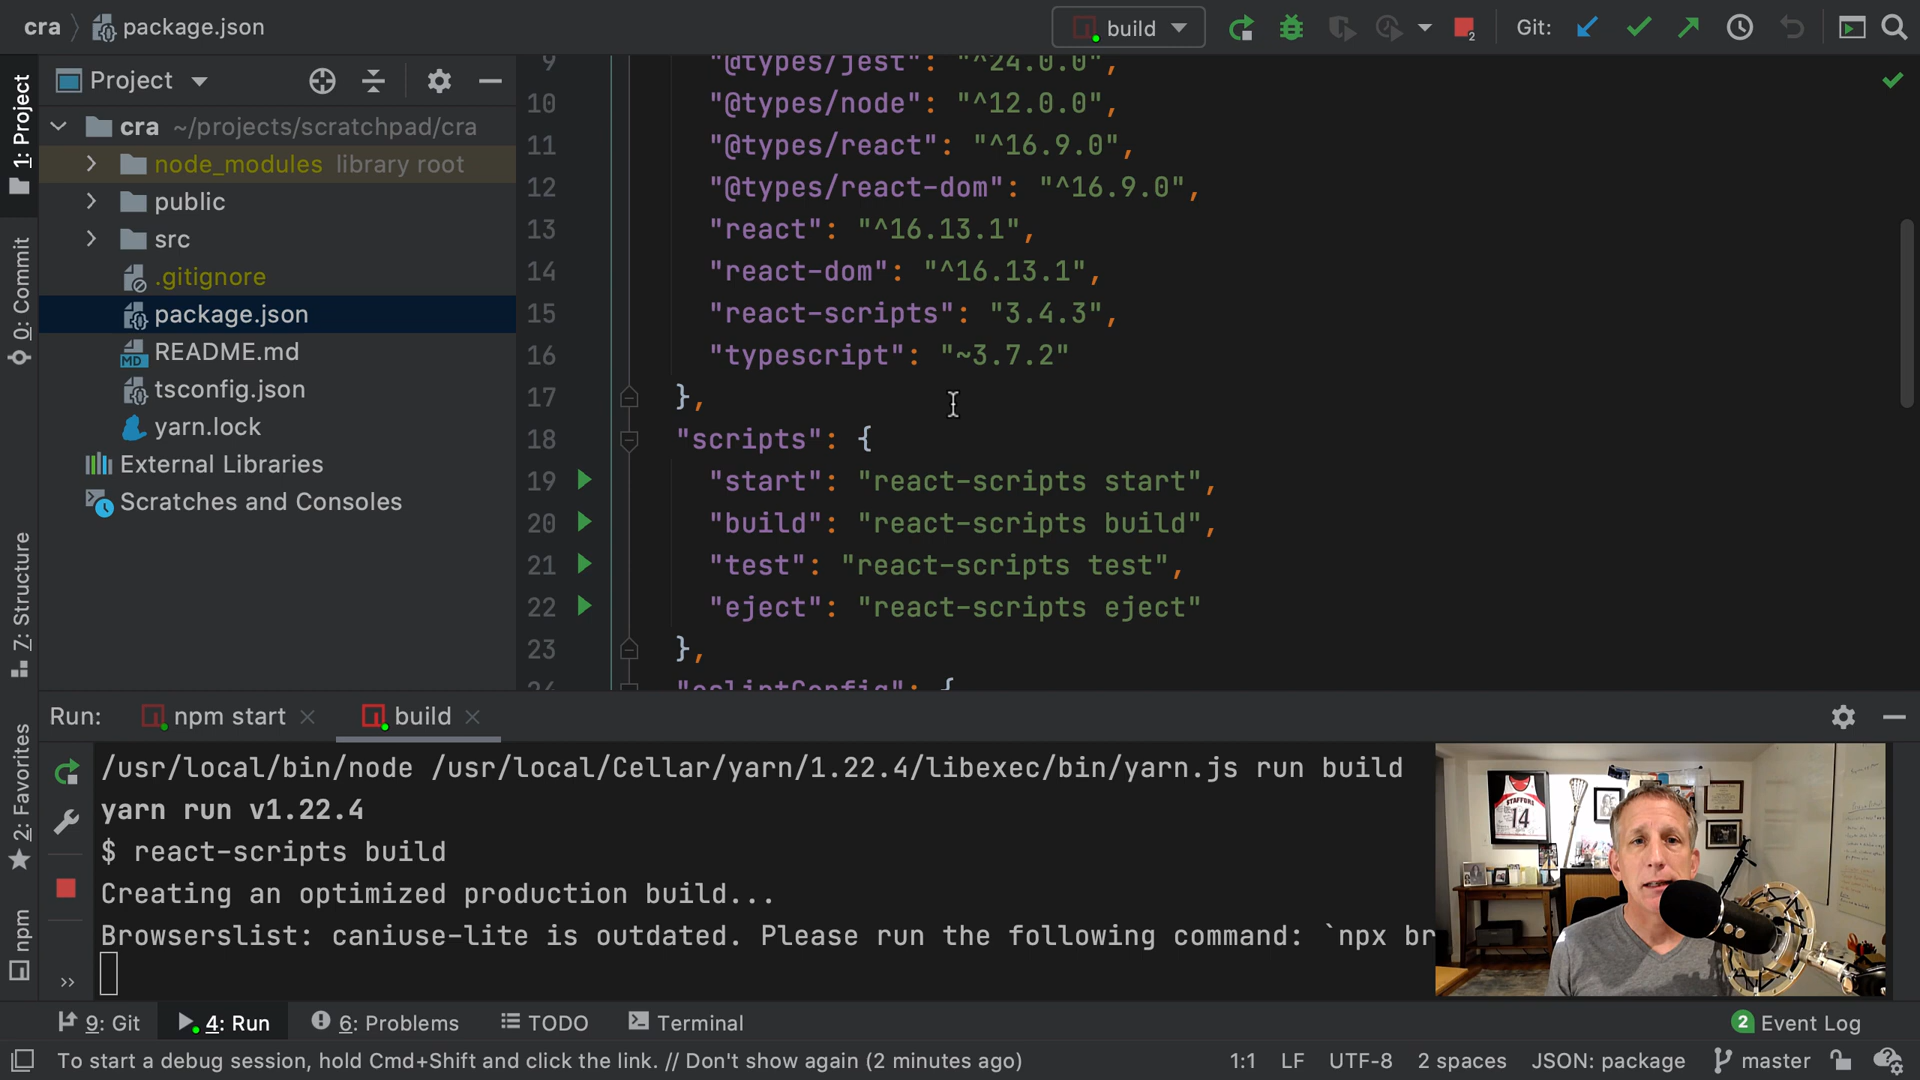 cra package.json
build
2
Git:
1: Project
0: Commit
7: Structure
2: Favorites
npm
Project
cra ~/projects/scratchpad/cra
node_modules library root
public
src
.gitignore
package.json
README.md
tsconfig.json
yarn.lock
External Libraries
Scratches and Consoles
9 "@types/jest": "^24.0.0",
10 "@types/node": "^12.0.0",
11 "@types/react": "^16.9.0",
12 "@types/react-dom": "^16.9.0",
13 "react": "^16.13.1",
14 "react-dom": "^16.13.1",
15 "react-scripts": "3.4.3",
16 "typescript": "~3.7.2"
17 },
18 "scripts": {
19 "start": "react-scripts start",
20 "build": "react-scripts build",
21 "test": "react-scripts test",
22 "eject": "react-scripts eject"
23 },
24 "eslintConfig": {
Run: npm start build
/usr/local/bin/node /usr/local/Cellar/yarn/1.22.4/libexec/bin/yarn.js run build
yarn run v1.22.4
$ react-scripts build
Creating an optimized production build...
Browserslist: caniuse-lite is outdated. Please run the following command: `npx br
STAFFORD
14
9: Git 4: Run 6: Problems TODO Terminal 2 Event Log
To start a debug session, hold Cmd+Shift and click the link. // Don't show again (2 minutes ago) 1:1 LF UTF-8 2 spaces JSON: package master